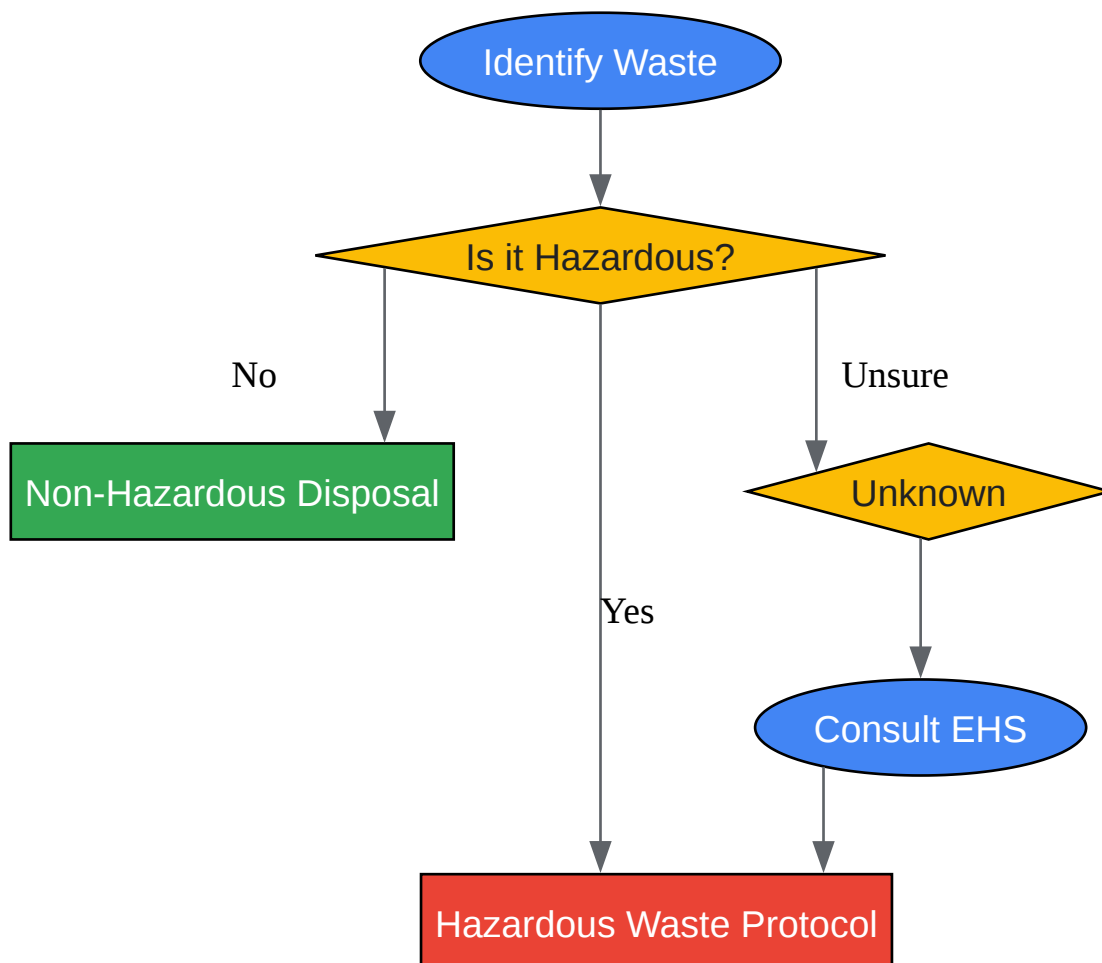 Identify Waste
Is it Hazardous?
No
Unsure
Non-Hazardous Disposal
Unknown
Yes
Consult EHS
Hazardous Waste Protocol